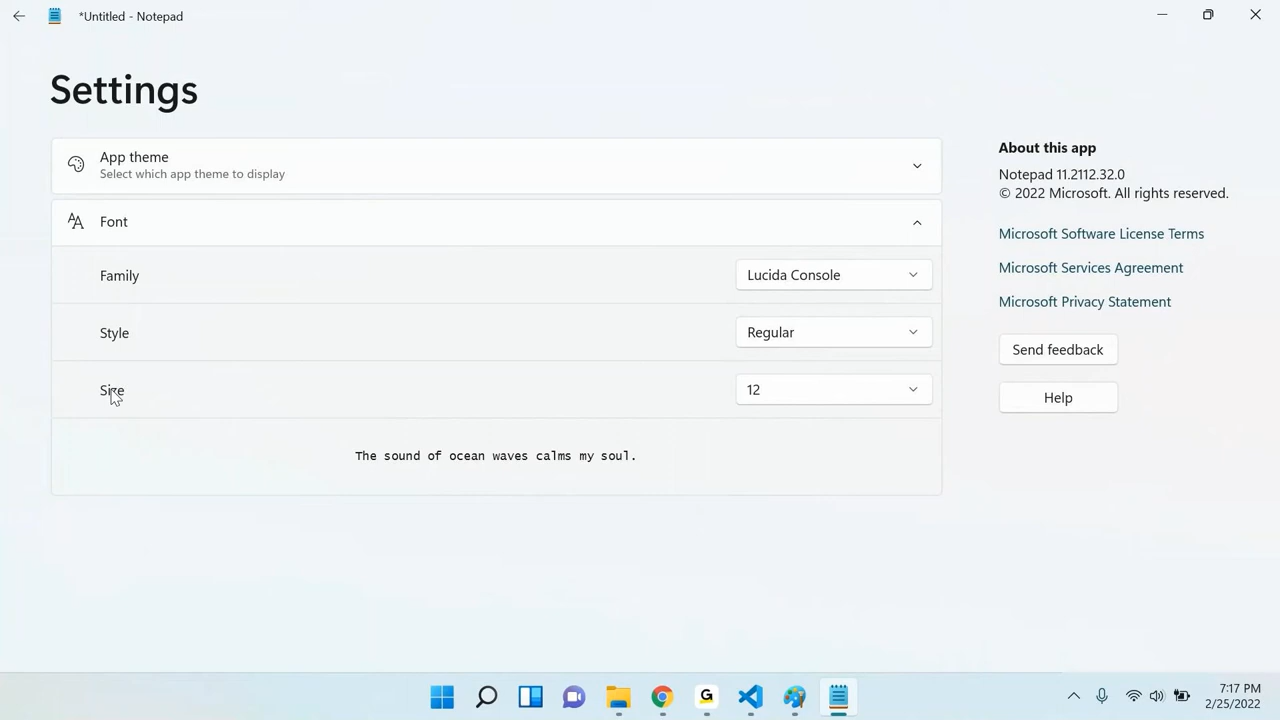 *Untitled - Notepad
Settings
App theme
Select which app theme to display
Font
Family
Lucida Console
Style
Regular
Size
12
The sound of ocean waves calms my soul.
About this app
Notepad 11.2112.32.0
© 2022 Microsoft. All rights reserved.
Microsoft Software License Terms
Microsoft Services Agreement
Microsoft Privacy Statement
Send feedback
Help
G
7:17 PM
2/25/2022